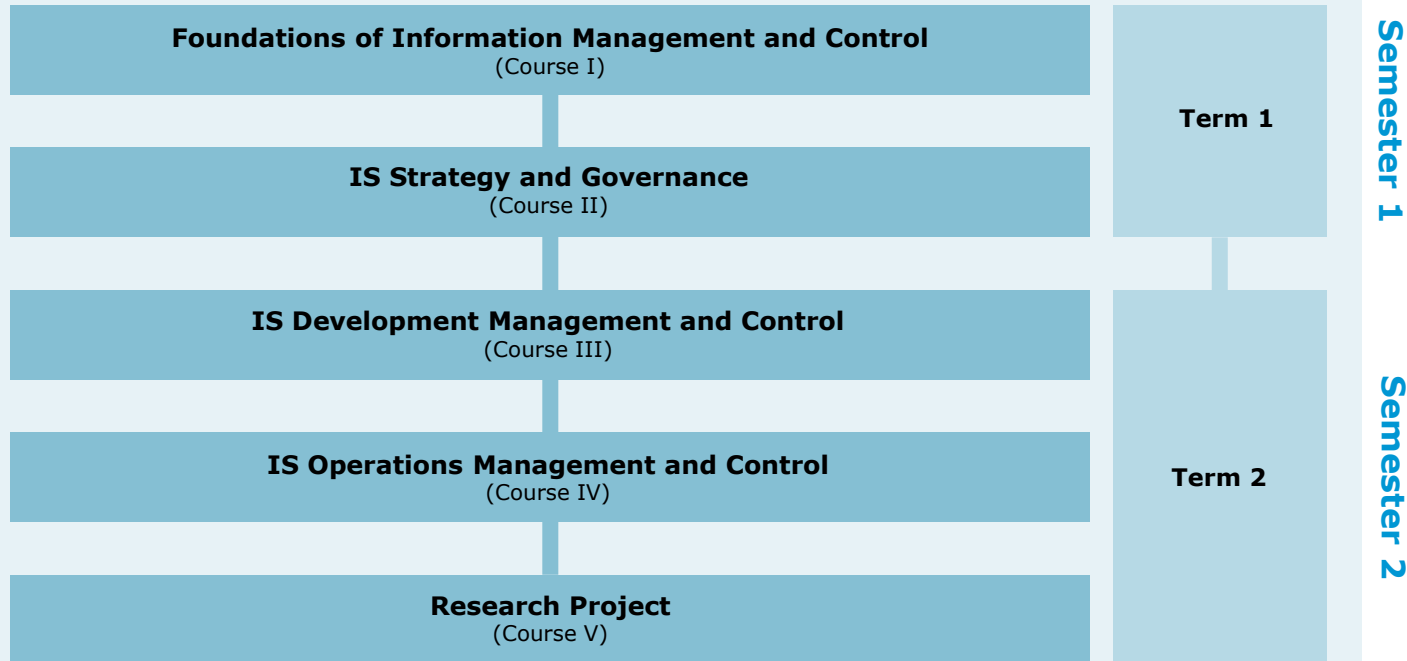 Foundations of Information Management and Control
(Course I)
Term 1
Semester 1
IS Strategy and Governance
(Course II)
IS Development Management and Control
(Course III)
IS Operations Management and Control
(Course IV)
Term 2
Semester 2
Research Project
(Course V)